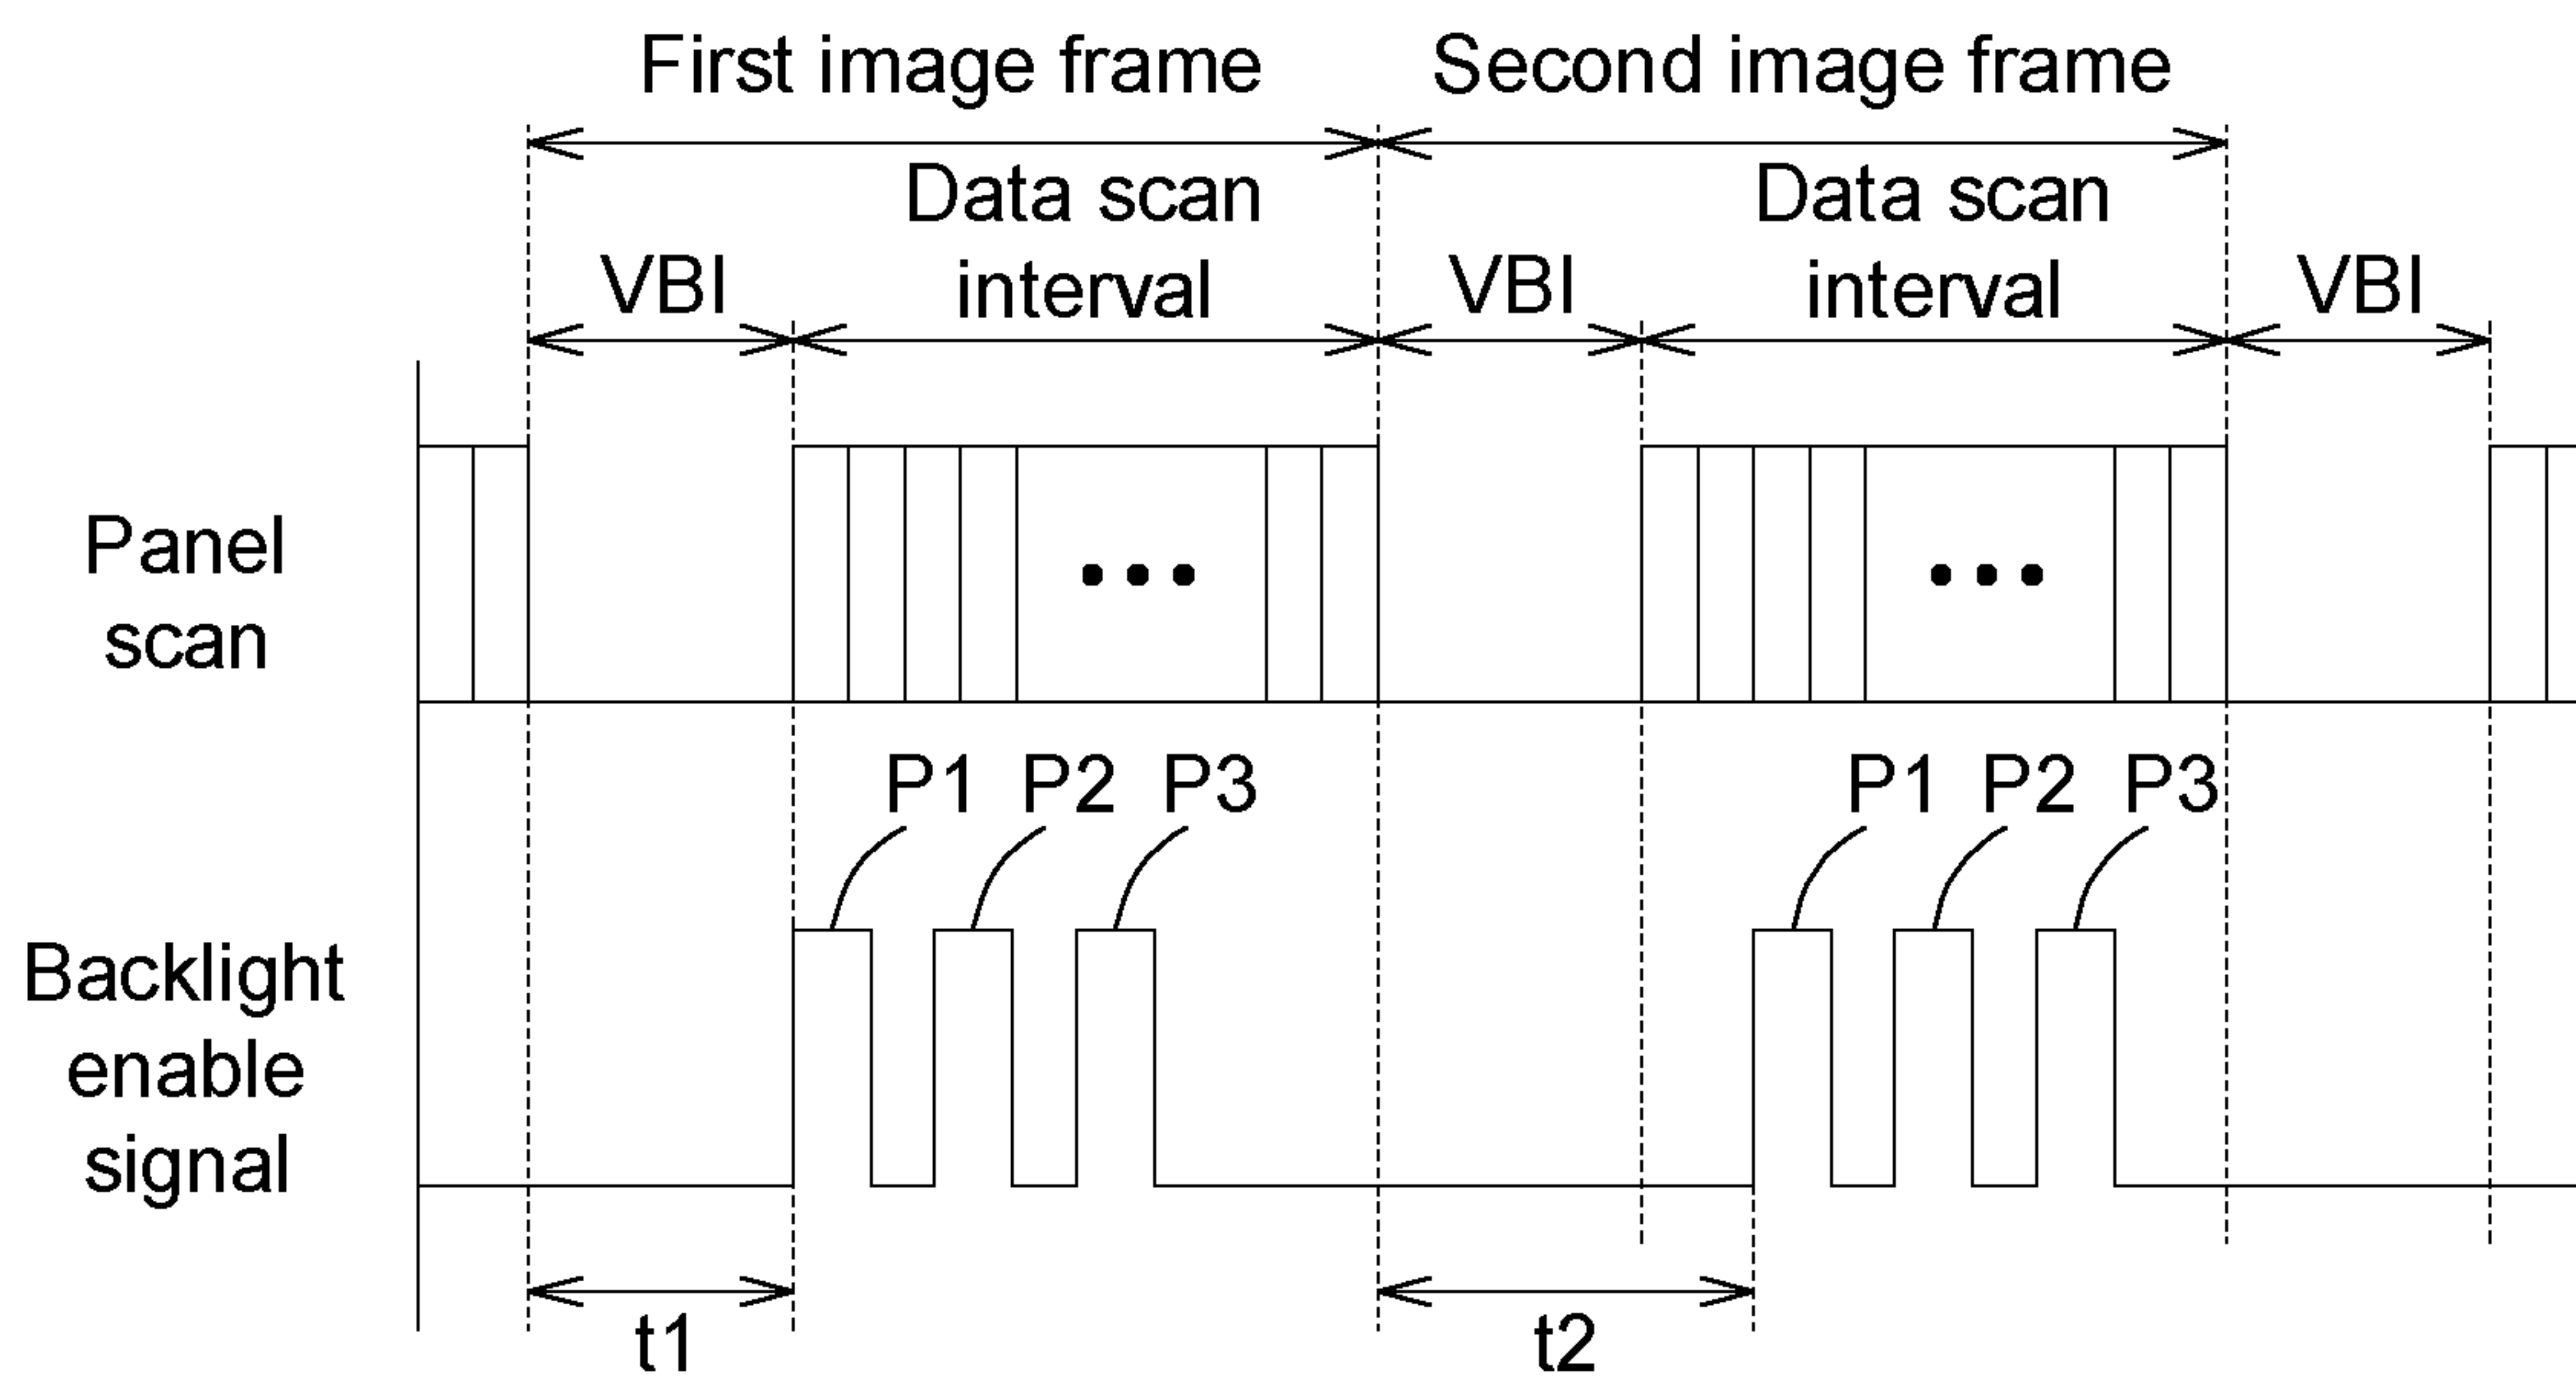 First image frame
Second image frame
Data scan
interval
Data scan
interval
VBI
VBI
VBI
Panel
scan
P1
P2
P3
P1
P2
P3
Backlight
enable
signal
t1
t2